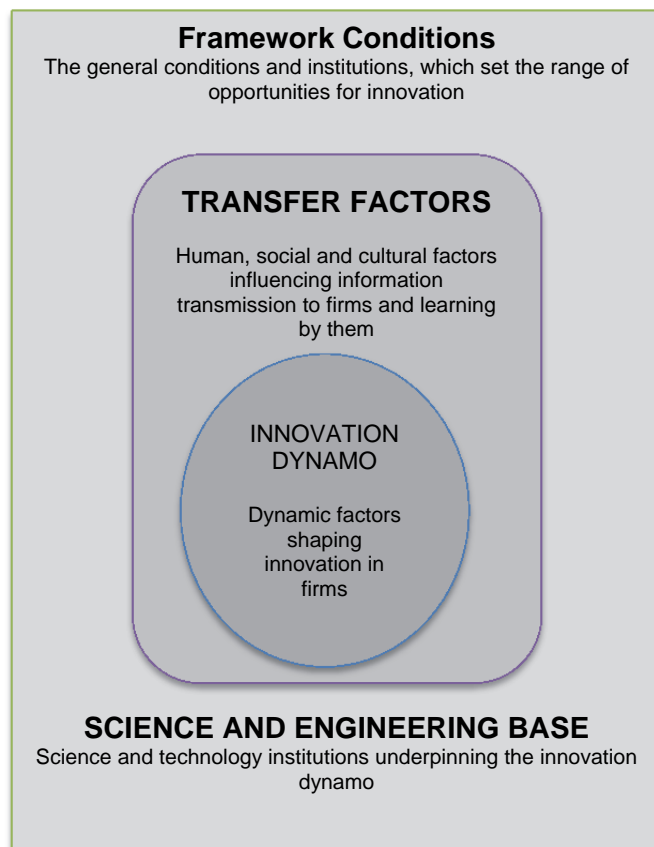 Framework Conditions
The general conditions and institutions, which set the range of
opportunities for innovation
TRANSFER FACTORS
Human, social and cultural factors
influencing information
transmission to firms and learning
by them
INNOVATION
DYNAMO
Dynamic factors
shaping
innovation in
firms
SCIENCE AND ENGINEERING BASE
Science and technology institutions underpinning the innovation
dynamo